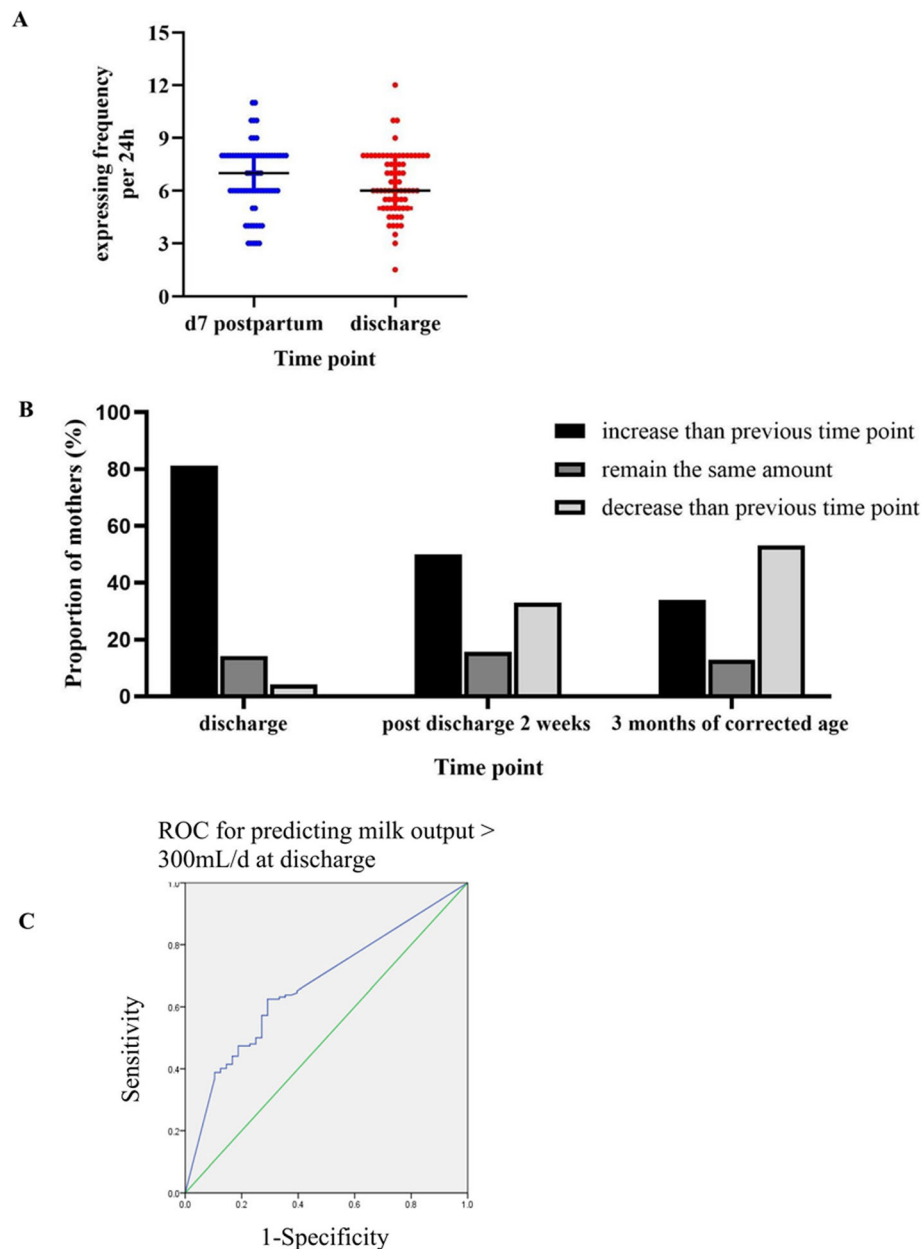 A
expressing frequency
per 24h
15
12
9
6
3
0
d7 postpartum
discharge
Time point
B
Proportion of mothers (%)
100
80
60
40
20
0
increase than previous time point
remain the same amount
decrease than previous time point
discharge
post discharge 2 weeks
3 months of corrected age
Time point
ROC for predicting milk output >
300mL/d at discharge
C
Sensitivity
1.0
0.8
0.6
0.4
0.2
0.0
0.0
0.2
0.4
0.6
0.8
1.0
1-Specificity